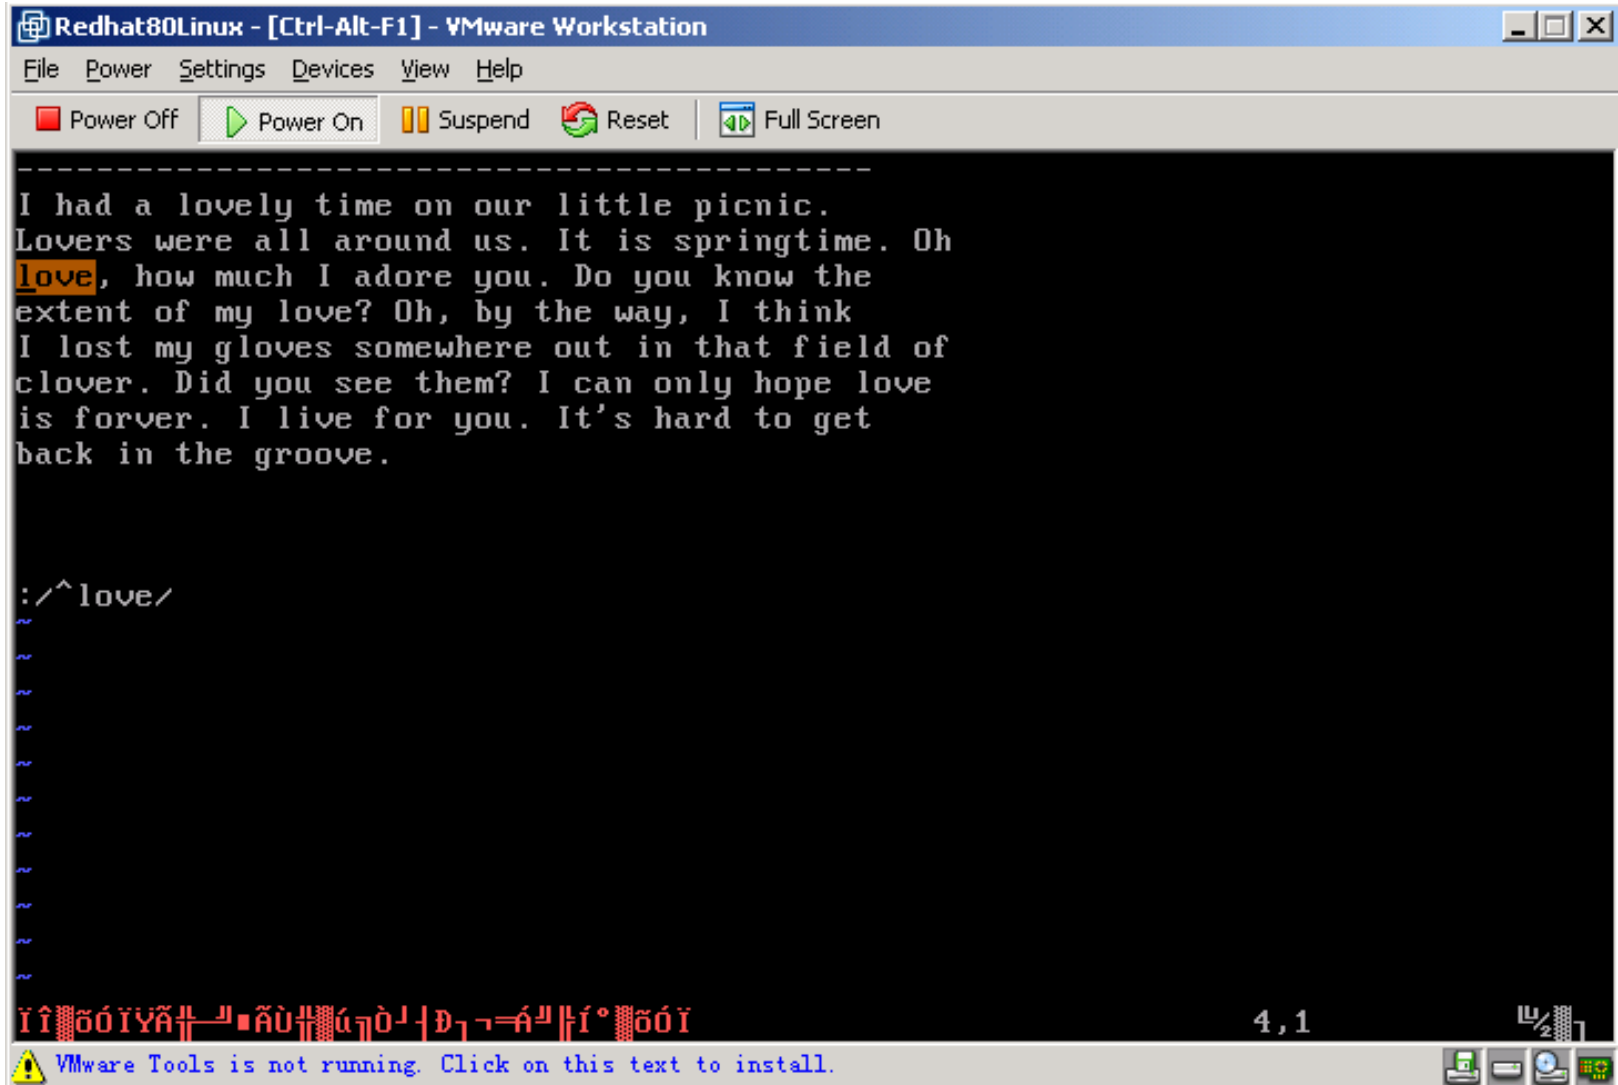 Redhat80Linux - [Ctrl-Alt-F1] - VMware Workstation
File Power Settings Devices View Help
Power Off Power On Suspend Reset Full Screen
-------------------------------------------
I had a lovely time on our little picnic.
Lovers were all around us. It is springtime. Oh
love, how much I adore you. Do you know the
extent of my love? Oh, by the way, I think
I lost my gloves somewhere out in that field of
clover. Did you see them? I can only hope love
is forver. I live for you. It's hard to get
back in the groove.
:/^love/
~
~
~
~
~
~
~
~
~
~
~
4,1
VMware Tools is not running. Click on this text to install.